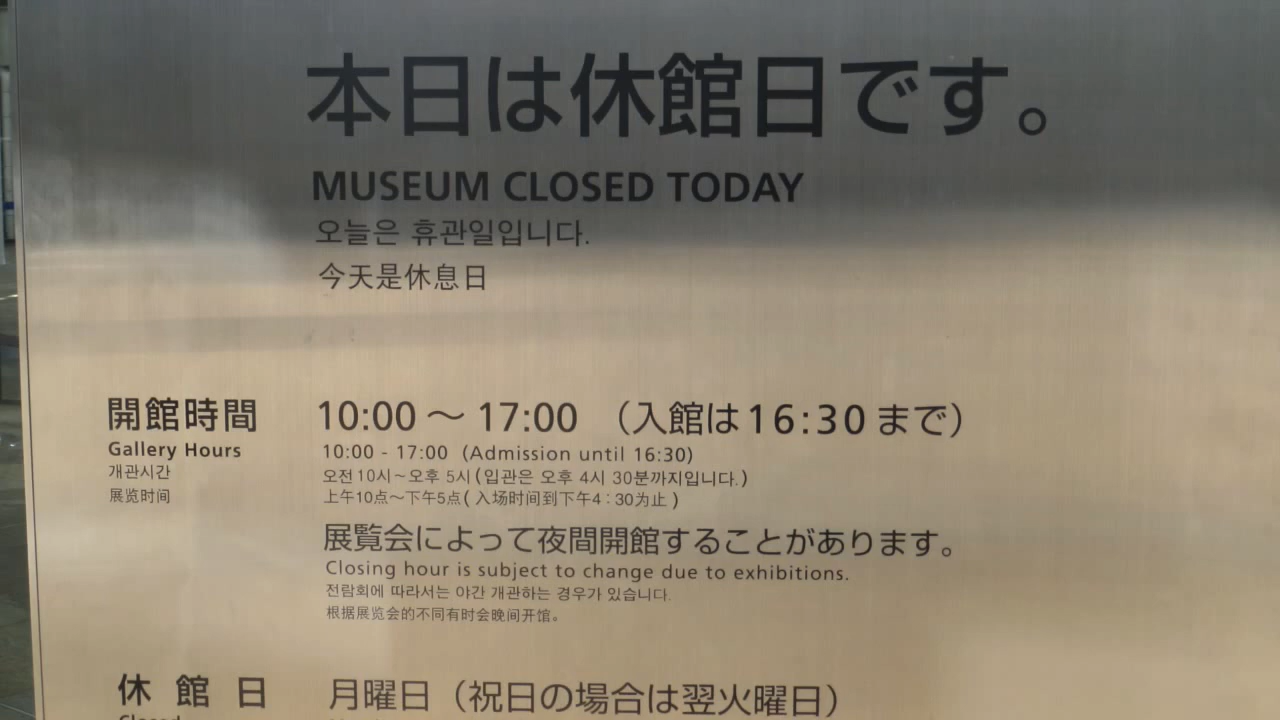 本日は休館日です。
MUSEUM CLOSED TODAY
오늘은 휴관일입니다.
今天是休息日
開館時間 10:00 ～ 17:00 （入館は16:30 まで）
Gallery Hours 10:00 - 17:00 (Admission until 16:30)
개관시간 오전10시～오후 5시(입관은 오후 4시 30분까지입니다.)
展览时间 上午10点～下午5点( 入场时间到下午4：30为止 )
展覧会によって夜間開館することがあります。
Closing hour is subject to change due to exhibitions.
전람회에 따라서는 야간 개관하는 경우가 있습니다.
根据展览会的不同有时会晚间开馆。
休館日 月曜日（祝日の場合は翌火曜日）